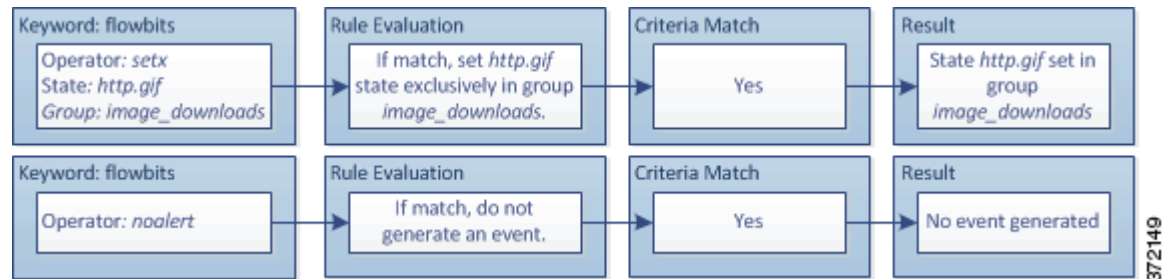 Keyword: flowbits
Operator: setx
State: http.gif
Group: image_downloads
Rule Evaluation
If match, set http.gif
state exclusively in group
image_downloads.
Criteria Match
Yes
Result
State http.gif set in
group
image_downloads
Keyword: flowbits
Operator: noalert
Rule Evaluation
If match, do not
generate an event.
Criteria Match
Yes
Result
No event generated
372149